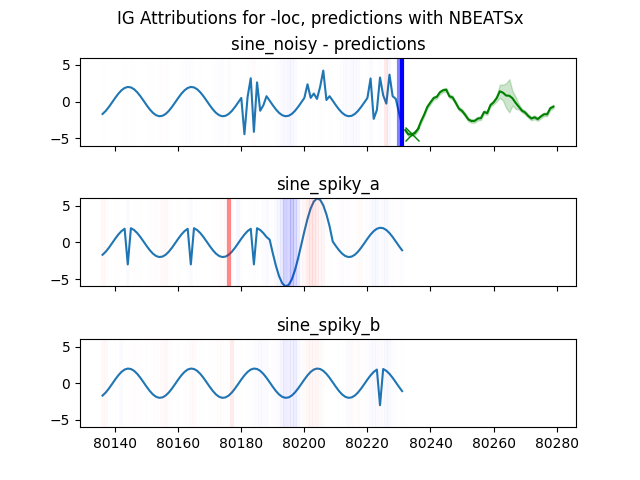 IG Attributions for -loc, predictions with NBEATSx
sine_noisy - predictions
5
0
−5
sine_spiky_a
5
0
−5
sine_spiky_b
5
0
−5
80140 80160 80180 80200 80220 80240 80260 80280